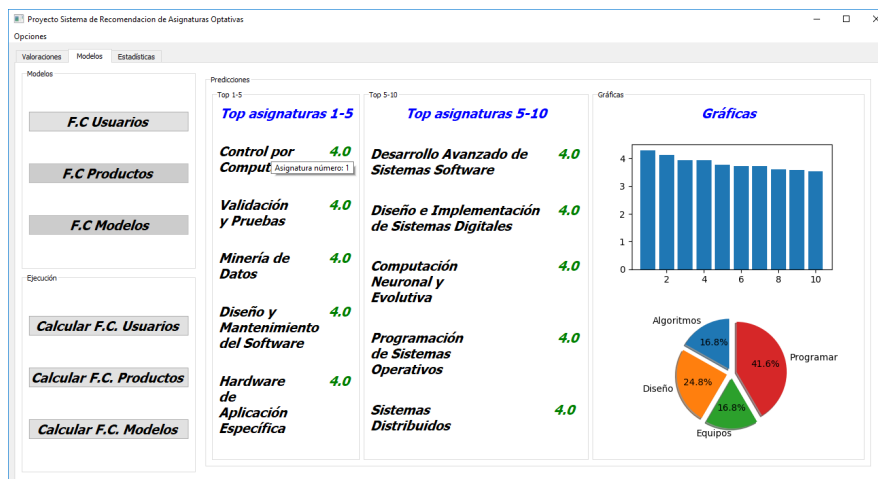 Proyecto Sistema de Recomendacion de Asignaturas Optativas
Opciones
Valoraciones Modelos Estadísticas
Modelos
F.C Usuarios
F.C Productos
F.C Modelos
Ejecución
Calcular F.C. Usuarios
Calcular F.C. Productos
Calcular F.C. Modelos
Predicciones
Top 1-5
Top asignaturas 1-5
Control por 4.0
Comput
Asignatura número: 1
Validación 4.0
y Pruebas
Minería de 4.0
Datos
Diseño y 4.0
Mantenimiento
del Software
Hardware 4.0
de
Aplicación
Específica
Top 5-10
Top asignaturas 5-10
Desarrollo Avanzado de 4.0
Sistemas Software
Diseño e Implementación 4.0
de Sistemas Digitales
Computación 4.0
Neuronal y
Evolutiva
Programación 4.0
de Sistemas
Operativos
Sistemas 4.0
Distribuidos
Gráficas
Gráficas
4
3
2
1
0
2 4 6 8 10
Algoritmos
16.8%
Programar
41.6%
Diseño
24.8%
16.8%
Equipos